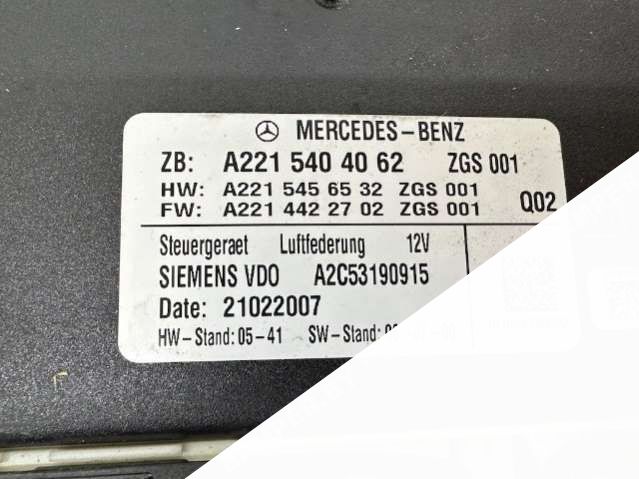 MERCEDES-BENZ
ZB: A221 540 40 62 ZGS 001
HW: A221 545 65 32 ZGS 001
FW: A221 442 27 02 ZGS 001 Q02
Steuergeraet Luftfederung 12V
SIEMENS VDO A2C53190915
Date: 21022007
HW-Stand: 05-41 SW-Stand: